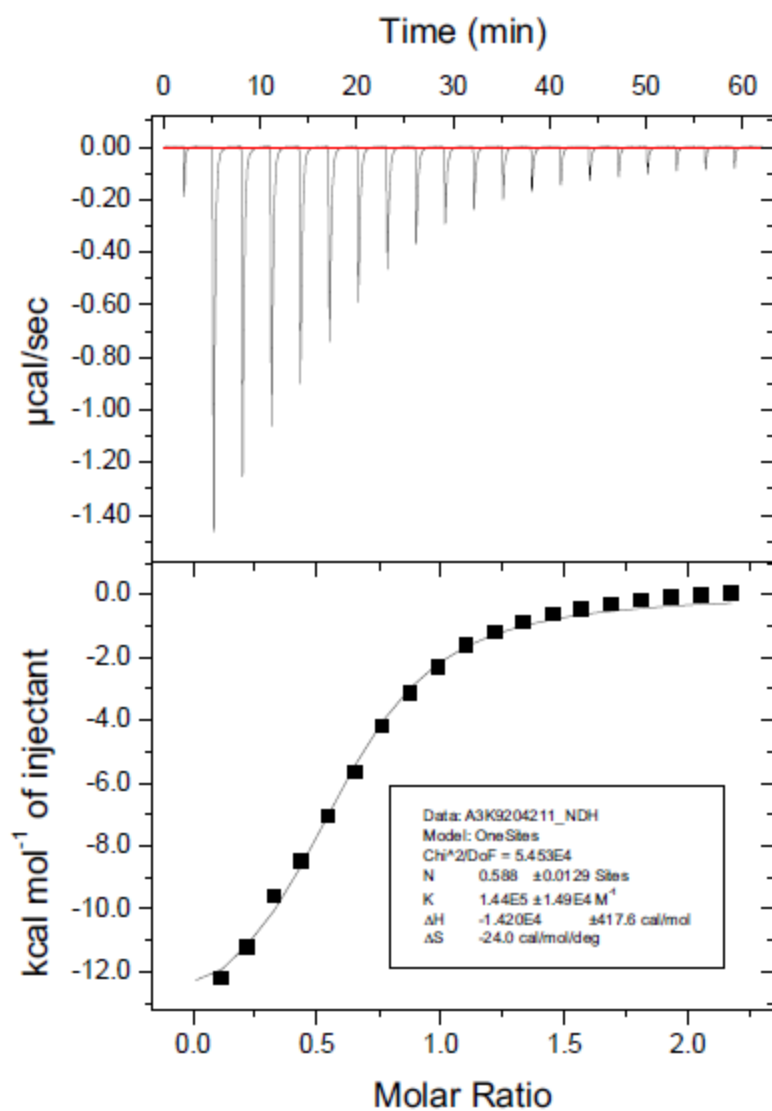 Time (min)
0 10 20 30 40 50 60
0.00
-0.20
-0.40
-0.60
-0.80
-1.00
-1.20
-1.40
µcal/sec
0.0
-2.0
-4.0
-6.0
-8.0
-10.0
-12.0
kcal mol⁻¹ of injectant
Data: A3K9204211_NDH
Model: OneSites
Chi^2/DoF = 5.453E4
N 0.588 ±0.0129 Sites
K 1.44E5 ±1.49E4 M⁻¹
ΔH -1.420E4 ±417.6 cal/mol
ΔS -24.0 cal/mol/deg
0.0 0.5 1.0 1.5 2.0
Molar Ratio